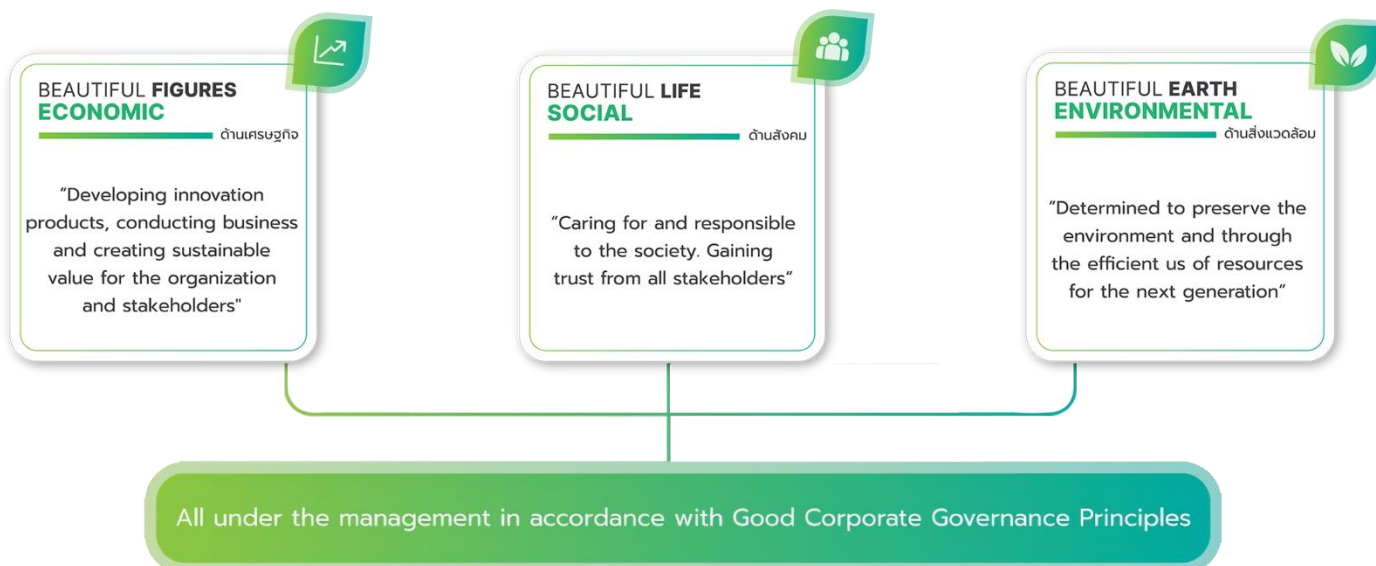 BEAUTIFUL FIGURES
ECONOMIC
ด้านเศรษฐกิจ
“Developing innovation
products, conducting business
and creating sustainable
value for the organization
and stakeholders"
BEAUTIFUL LIFE
SOCIAL
ด้านสังคม
“Caring for and responsible
to the society. Gaining
trust from all stakeholders“
BEAUTIFUL EARTH
ENVIRONMENTAL
ด้านสิ่งแวดล้อม
“Determined to preserve the
environment and through
the efficient us of resources
for the next generation“
All under the management in accordance with Good Corporate Governance Principles